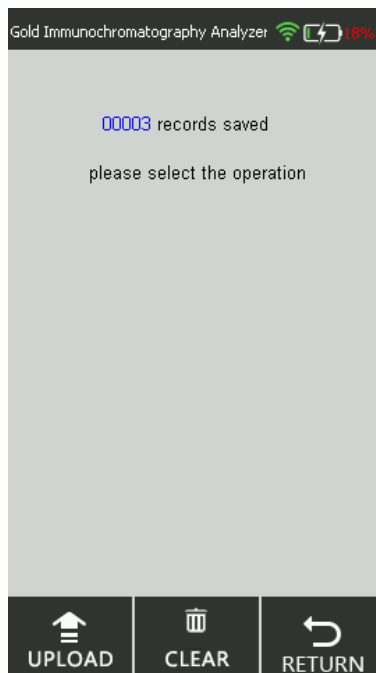 Gold Immunochromatography Analyzer 18%
00003 records saved
please select the operation
UPLOAD CLEAR RETURN